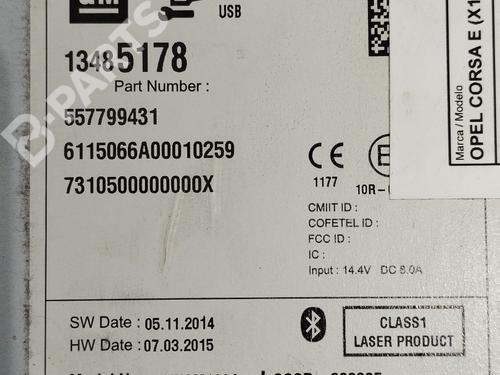 GM
USB
13485178
Part Number :
557799431
6115066A00010259
7310500000000X
1177
10R-
CMIIT ID :
COFETEL ID :
FCC ID :
IC :
Input : 14.4V DC 8.0A
SW Date : 05.11.2014
HW Date : 07.03.2015
CLASS1
LASER PRODUCT
Marca / Modelo
OPEL CORSA E (X1
B-PARTS